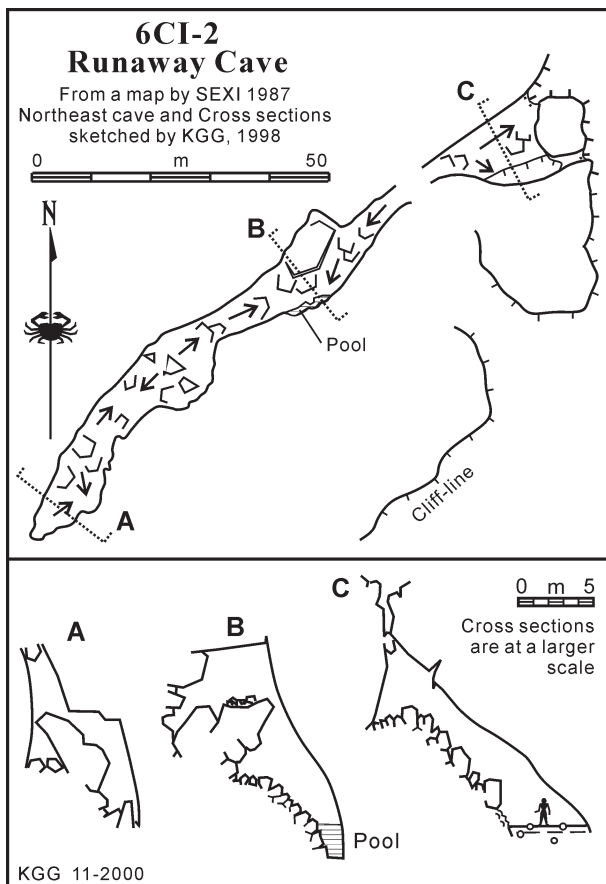 6CI-2
Runaway Cave
From a map by SEXI 1987
Northeast cave and Cross sections
sketched by KGG, 1998
0 m 50
N
C
B
Pool
A
Cliff-line
A
B
C
0 m 5
Cross sections
are at a larger
scale
Pool
KGG 11-2000